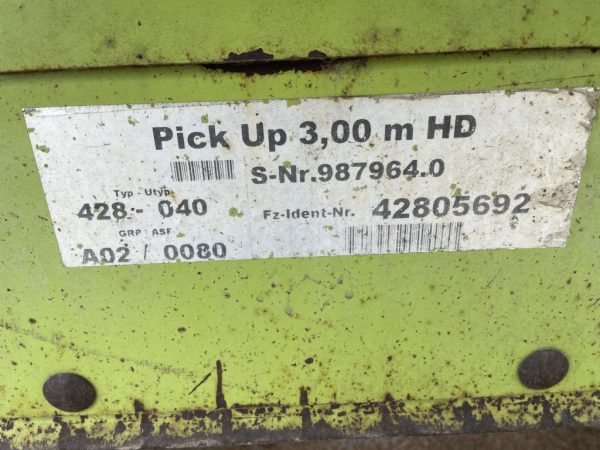 Pick Up 3,00 m HD
S-Nr.987964.0
Typ - Utyp
428 - 040
Fz-Ident-Nr. 42805692
GRP / ASF
A02 / 0080